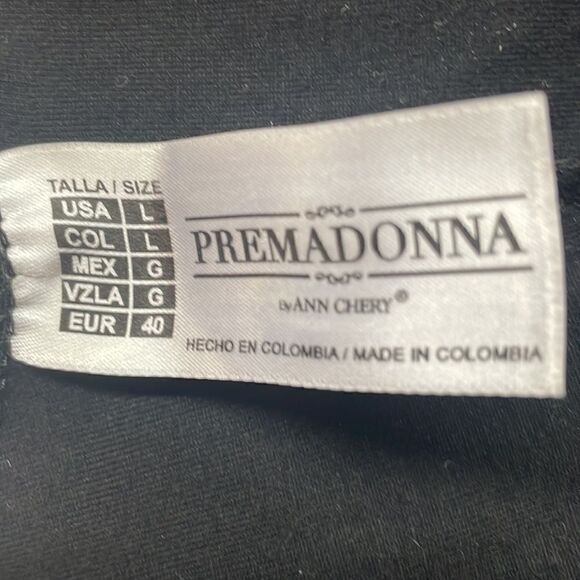 TALLA / SIZE
USA L
COL L
MEX G
VZLA G
EUR 40
PREMADONNA
By ANN CHERY®
HECHO EN COLOMBIA / MADE IN COLOMBIA